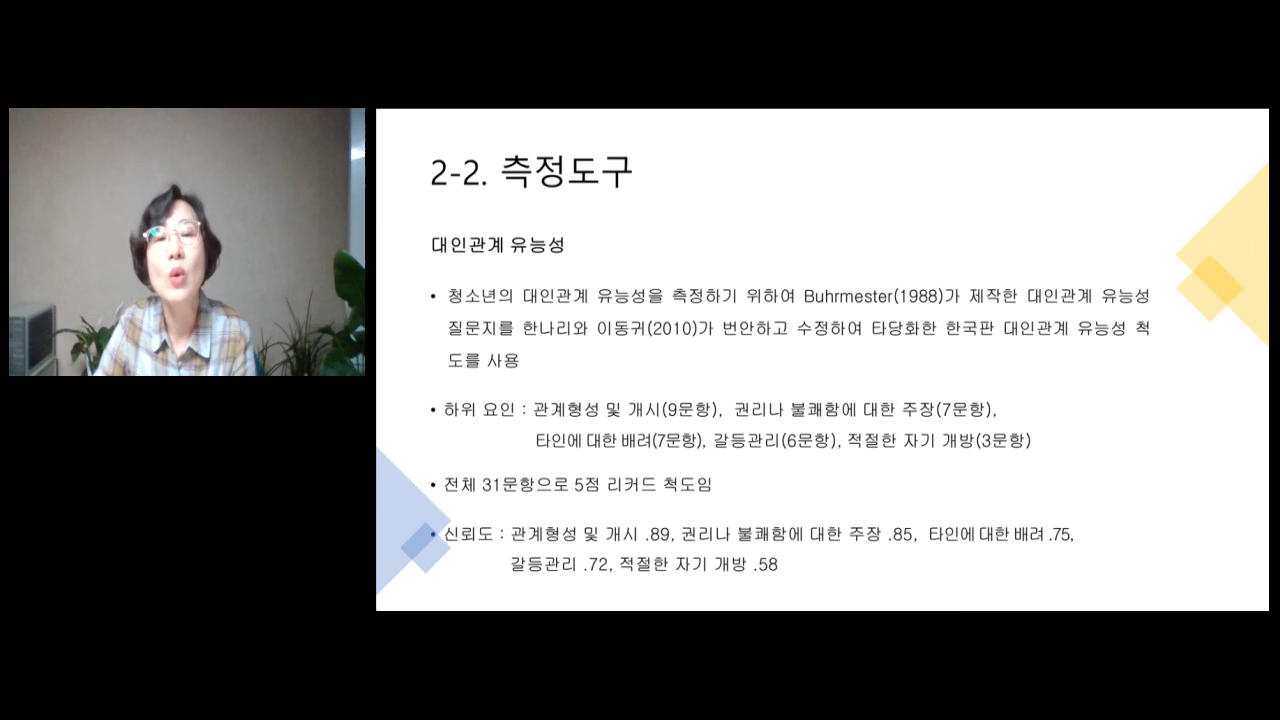 2-2. 측정도구
대인관계 유능성
• 청소년의 대인관계 유능성을 측정하기 위하여 Buhrmester(1988)가 제작한 대인관계 유능성
질문지를 한나리와 이동귀(2010)가 번안하고 수정하여 타당화한 한국판 대인관계 유능성 척
도를 사용
• 하위 요인 : 관계형성 및 개시(9문항), 권리나 불쾌함에 대한 주장(7문항),
타인에 대한 배려(7문항), 갈등관리(6문항), 적절한 자기 개방(3문항)
• 전체 31문항으로 5점 리커드 척도임
• 신뢰도 : 관계형성 및 개시 .89, 권리나 불쾌함에 대한 주장 .85, 타인에 대한 배려 .75,
갈등관리 .72, 적절한 자기 개방 .58